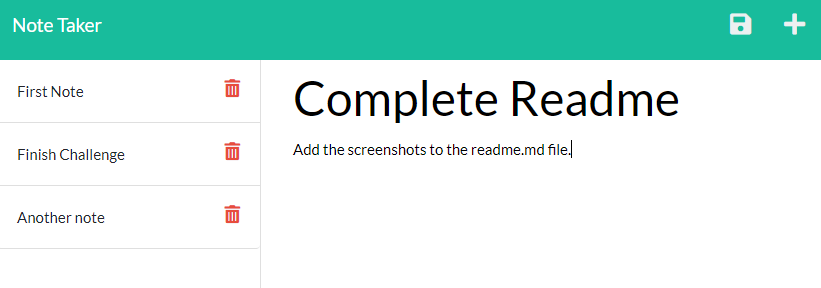 Note Taker
First Note
Finish Challenge
Another note
Complete Readme
Add the screenshots to the readme.md file.